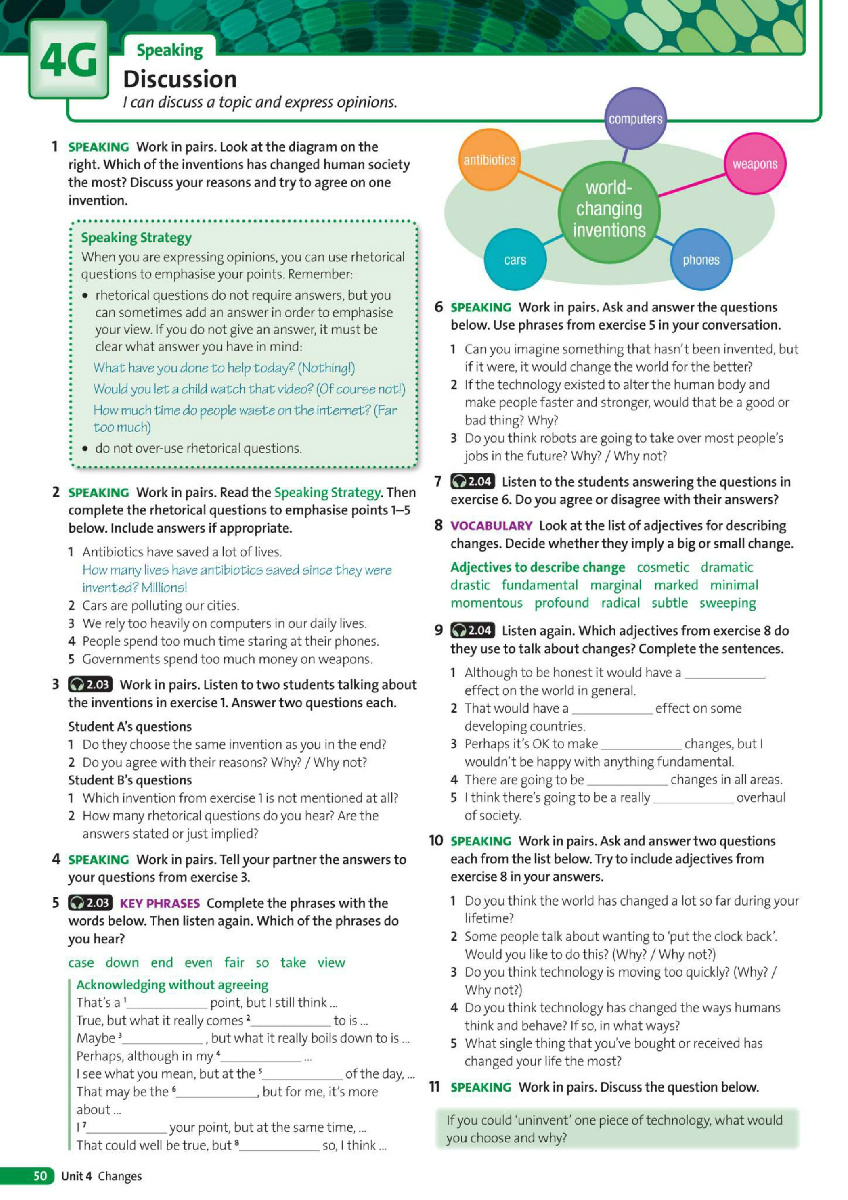 4G
Speaking
Discussion
I can discuss a topic and express opinions.
1 SPEAKING Work in pairs. Look at the diagram on the
right. Which of the inventions has changed human society
the most? Discuss your reasons and try to agree on one
invention.
Speaking Strategy
When you are expressing opinions, you can use rhetorical
questions to emphasise your points. Remember:
• rhetorical questions do not require answers, but you
can sometimes add an answer in order to emphasise
your view. If you do not give an answer, it must be
clear what answer you have in mind:
What have you done to help today? (Nothing!)
Would you let a child watch that video? (Of course not!)
How much time do people waste on the internet? (Far
too much)
• do not over-use rhetorical questions.
2 SPEAKING Work in pairs. Read the Speaking Strategy. Then
complete the rhetorical questions to emphasise points 1–5
below. Include answers if appropriate.
1 Antibiotics have saved a lot of lives.
How many lives have antibiotics saved since they were
invented? Millions!
2 Cars are polluting our cities.
3 We rely too heavily on computers in our daily lives.
4 People spend too much time staring at their phones.
5 Governments spend too much money on weapons.
3 2.03 Work in pairs. Listen to two students talking about
the inventions in exercise 1. Answer two questions each.
Student A's questions
1 Do they choose the same invention as you in the end?
2 Do you agree with their reasons? Why? / Why not?
Student B's questions
1 Which invention from exercise 1 is not mentioned at all?
2 How many rhetorical questions do you hear? Are the
answers stated or just implied?
4 SPEAKING Work in pairs. Tell your partner the answers to
your questions from exercise 3.
5 2.03 KEY PHRASES Complete the phrases with the
words below. Then listen again. Which of the phrases do
you hear?
case down end even fair so take view
Acknowledging without agreeing
That's a 1____________ point, but I still think ...
True, but what it really comes 2____________ to is ...
Maybe 3____________ , but what it really boils down to is ...
Perhaps, although in my 4____________ ...
I see what you mean, but at the 5____________ of the day, ...
That may be the 6____________, but for me, it's more
about ...
I 7____________ your point, but at the same time, ...
That could well be true, but 8____________ so, I think ...
computers
antibiotics
weapons
world-
changing
inventions
cars
phones
6 SPEAKING Work in pairs. Ask and answer the questions
below. Use phrases from exercise 5 in your conversation.
1 Can you imagine something that hasn't been invented, but
if it were, it would change the world for the better?
2 If the technology existed to alter the human body and
make people faster and stronger, would that be a good or
bad thing? Why?
3 Do you think robots are going to take over most people's
jobs in the future? Why? / Why not?
7 2.04 Listen to the students answering the questions in
exercise 6. Do you agree or disagree with their answers?
8 VOCABULARY Look at the list of adjectives for describing
changes. Decide whether they imply a big or small change.
Adjectives to describe change cosmetic dramatic
drastic fundamental marginal marked minimal
momentous profound radical subtle sweeping
9 2.04 Listen again. Which adjectives from exercise 8 do
they use to talk about changes? Complete the sentences.
1 Although to be honest it would have a ____________
effect on the world in general.
2 That would have a ____________ effect on some
developing countries.
3 Perhaps it's OK to make ____________ changes, but I
wouldn't be happy with anything fundamental.
4 There are going to be ____________ changes in all areas.
5 I think there's going to be a really ____________ overhaul
of society.
10 SPEAKING Work in pairs. Ask and answer two questions
each from the list below. Try to include adjectives from
exercise 8 in your answers.
1 Do you think the world has changed a lot so far during your
lifetime?
2 Some people talk about wanting to 'put the clock back'.
Would you like to do this? (Why? / Why not?)
3 Do you think technology is moving too quickly? (Why? /
Why not?)
4 Do you think technology has changed the ways humans
think and behave? If so, in what ways?
5 What single thing that you've bought or received has
changed your life the most?
11 SPEAKING Work in pairs. Discuss the question below.
If you could 'uninvent' one piece of technology, what would
you choose and why?
50 Unit 4 Changes